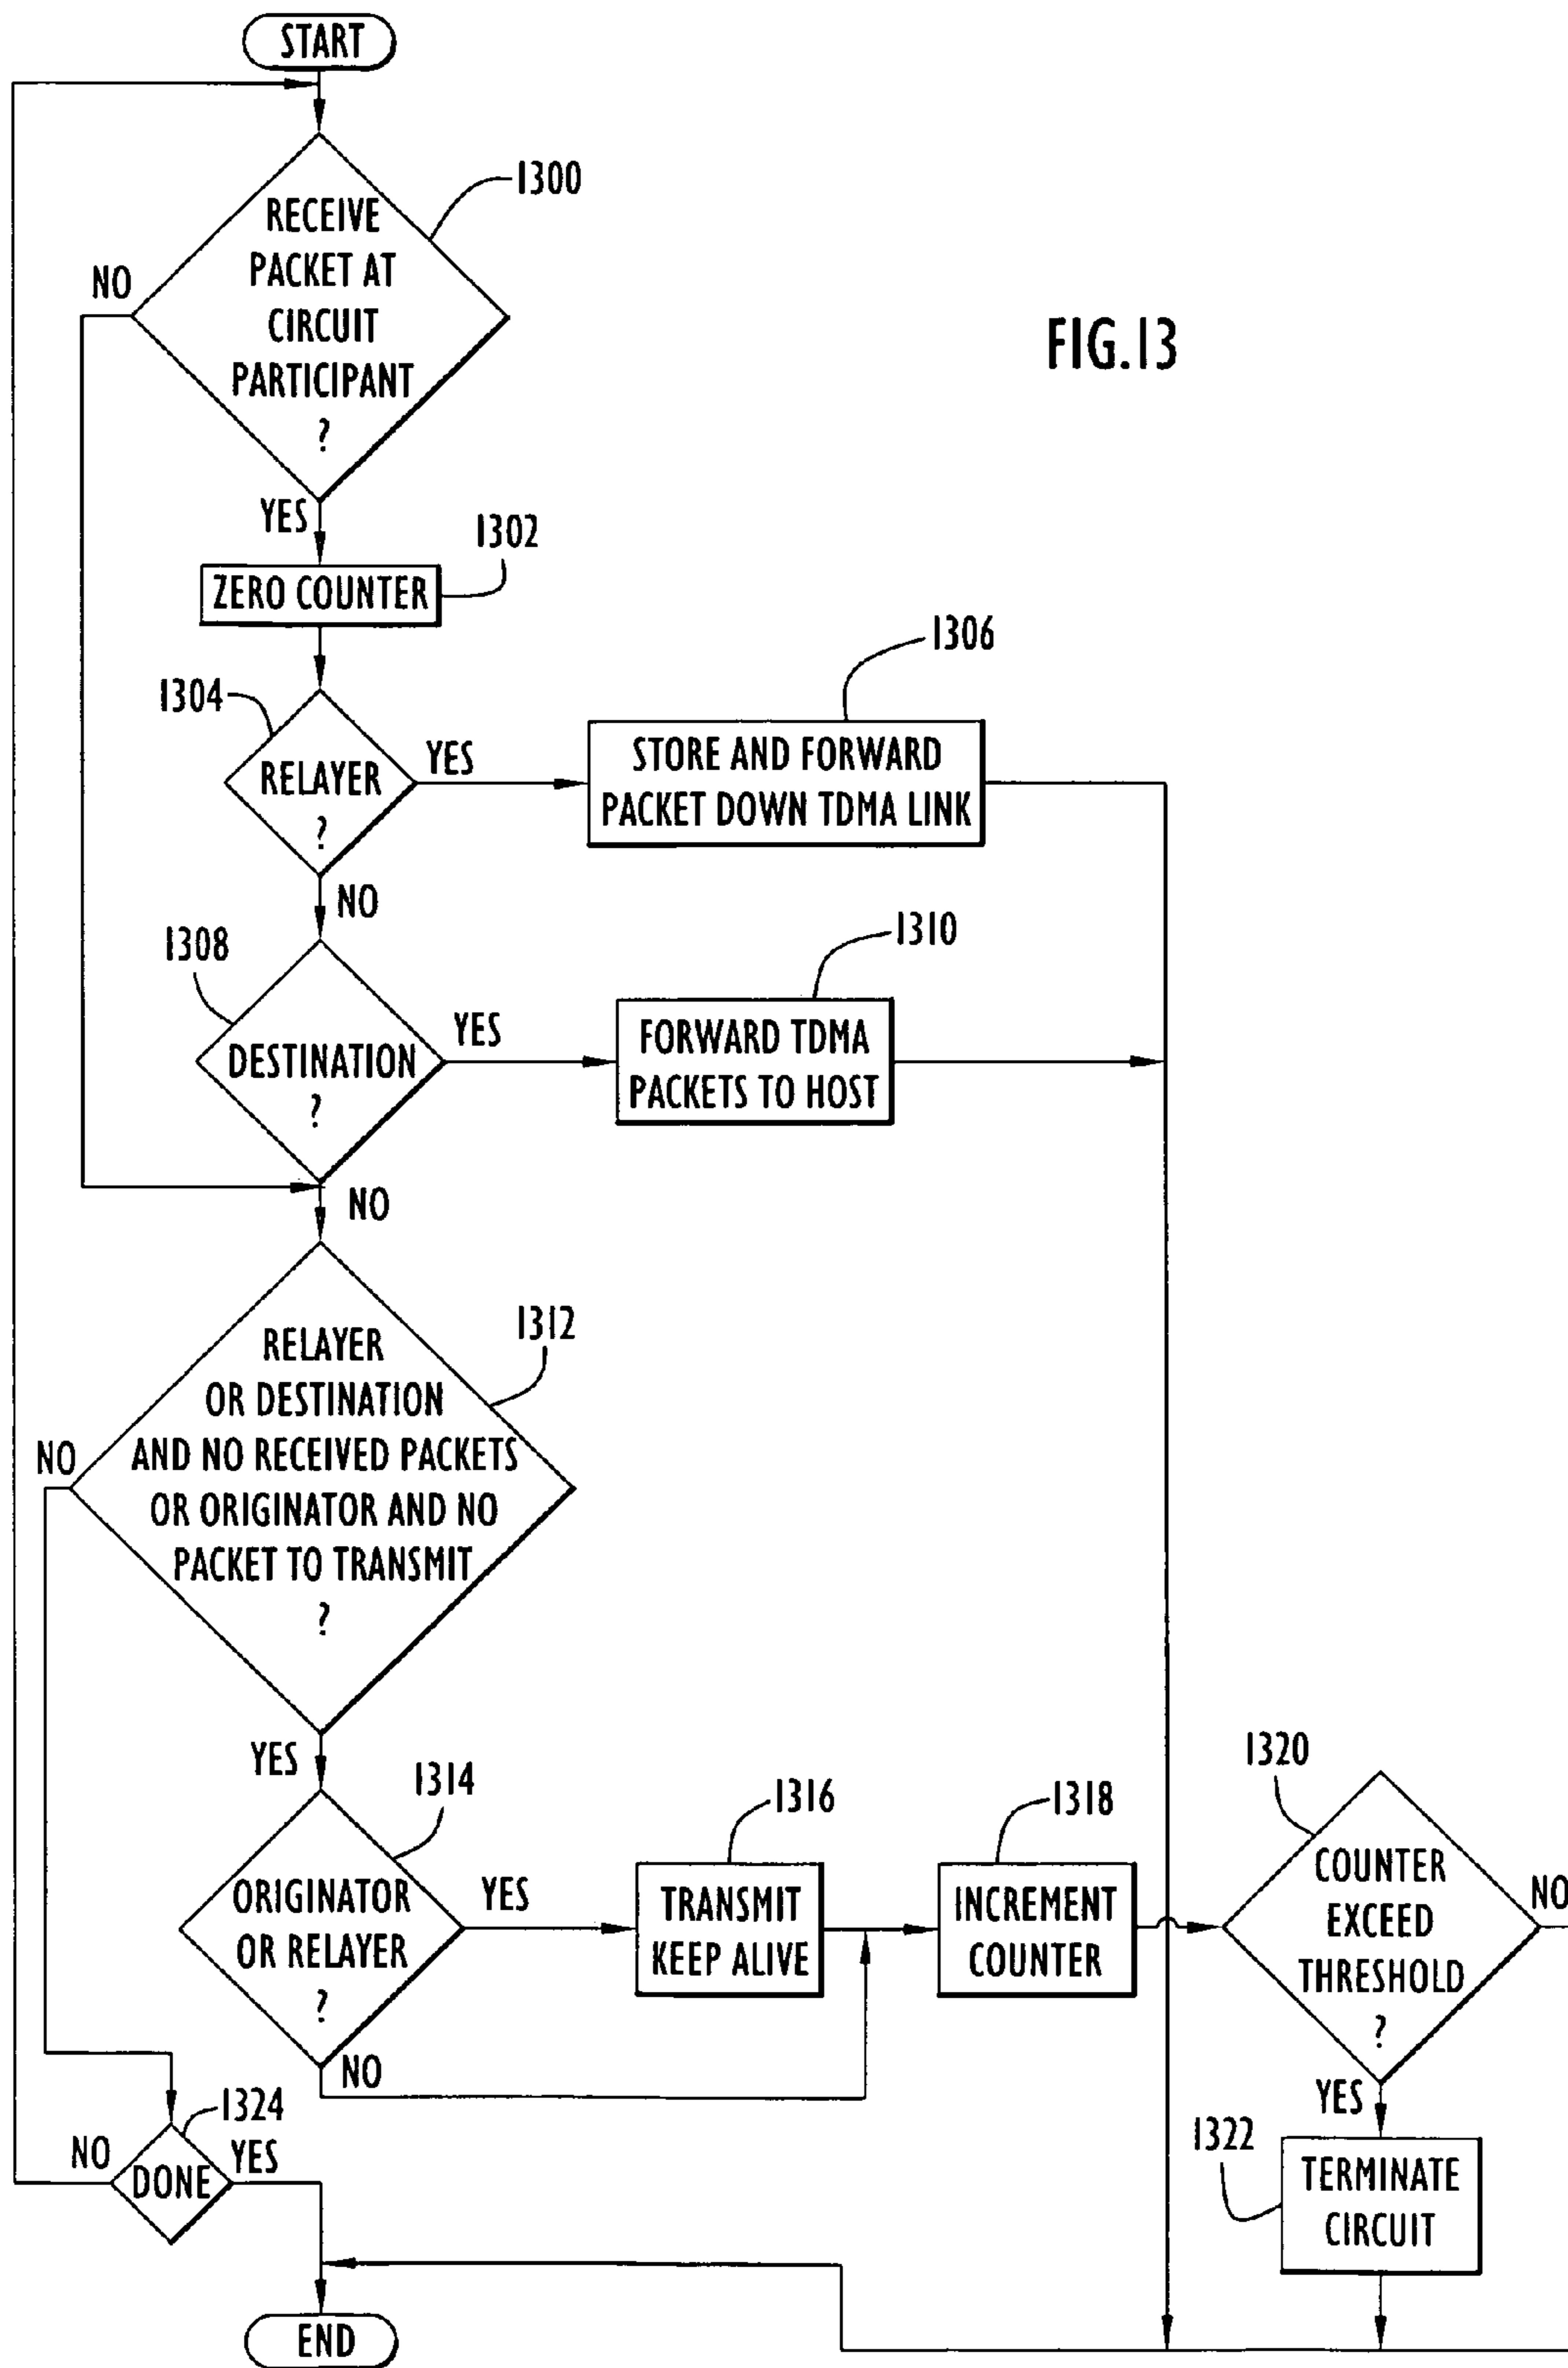 START
1300
RECEIVE
PACKET AT
CIRCUIT
PARTICIPANT
?
NO
FIG.13
YES
1302
ZERO COUNTER
1306
1304
RELAYER
?
YES
STORE AND FORWARD
PACKET DOWN TDMA LINK
NO
1310
1308
DESTINATION
?
YES
FORWARD TDMA
PACKETS TO HOST
NO
1312
RELAYER
OR DESTINATION
AND NO RECEIVED PACKETS
OR ORIGINATOR AND NO
PACKET TO TRANSMIT
?
NO
YES
1314
ORIGINATOR
OR RELAYER
?
YES
NO
1316
TRANSMIT
KEEP ALIVE
1318
INCREMENT
COUNTER
1320
COUNTER
EXCEED
THRESHOLD
?
NO
YES
1322
TERMINATE
CIRCUIT
1324
NO
DONE
YES
END